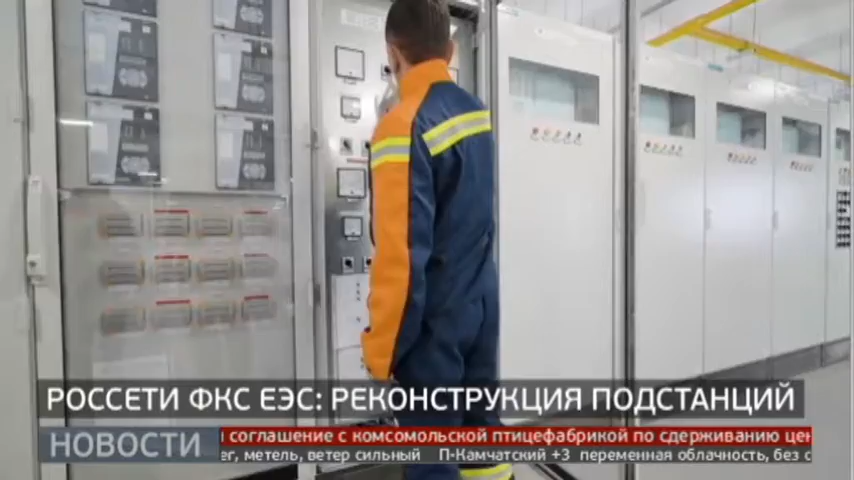 РОССЕТИ ФКС ЕЭС: РЕКОНСТРУКЦИЯ ПОДСТАНЦИЙ
НОВОСТИ
соглашение с комсомольской птицефабрикой по сдерживанию цен
метель, ветер сильный П-Камчатский +3 переменная облачность, без